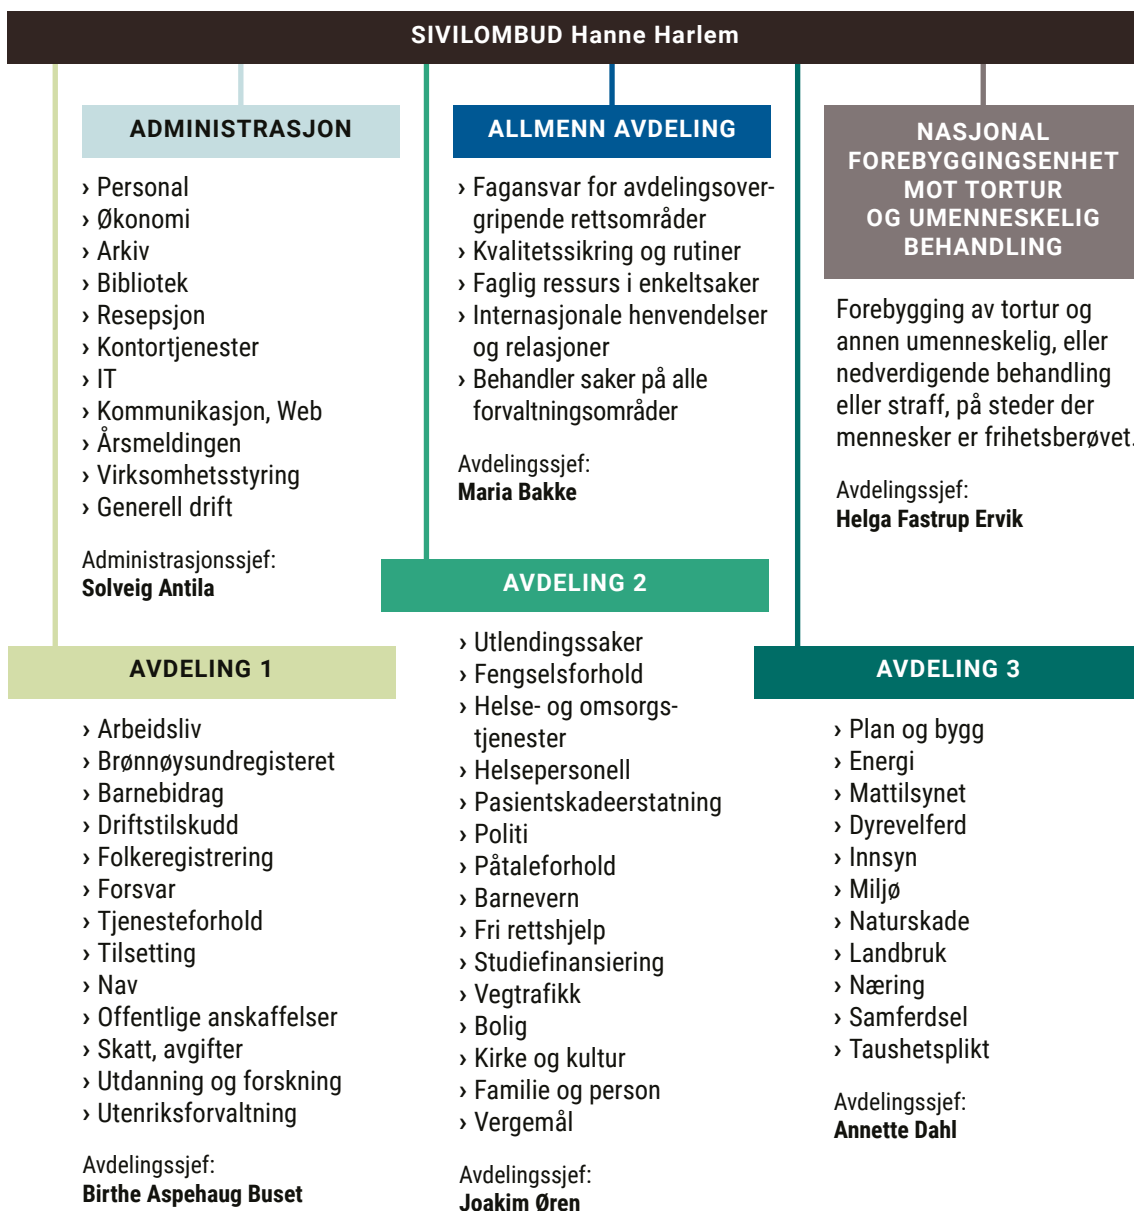 SIVILOMBUD Hanne Harlem
ADMINISTRASJON
› Personal
› Økonomi
› Arkiv
› Bibliotek
› Resepsjon
› Kontortjenester
› IT
› Kommunikasjon, Web
› Årsmeldingen
› Virksomhetsstyring
› Generell drift
Administrasjonssjef:
Solveig Antila
ALLMENN AVDELING
› Fagansvar for avdelingsover-
gripende rettsområder
› Kvalitetssikring og rutiner
› Faglig ressurs i enkeltsaker
› Internasjonale henvendelser
og relasjoner
› Behandler saker på alle
forvaltningsområder
Avdelingssjef:
Maria Bakke
NASJONAL
FOREBYGGINGSENHET
MOT TORTUR
OG UMENNESKELIG
BEHANDLING
Forebygging av tortur og
annen umenneskelig, eller
nedverdigende behandling
eller straff, på steder der
mennesker er frihetsberøvet.
Avdelingssjef:
Helga Fastrup Ervik
AVDELING 1
› Arbeidsliv
› Brønnøysundregisteret
› Barnebidrag
› Driftstilskudd
› Folkeregistrering
› Forsvar
› Tjenesteforhold
› Tilsetting
› Nav
› Offentlige anskaffelser
› Skatt, avgifter
› Utdanning og forskning
› Utenriksforvaltning
Avdelingssjef:
Birthe Aspehaug Buset
AVDELING 2
› Utlendingssaker
› Fengselsforhold
› Helse- og omsorgs-
tjenester
› Helsepersonell
› Pasientskadeerstatning
› Politi
› Påtaleforhold
› Barnevern
› Fri rettshjelp
› Studiefinansiering
› Vegtrafikk
› Bolig
› Kirke og kultur
› Familie og person
› Vergemål
Avdelingssjef:
Joakim Øren
AVDELING 3
› Plan og bygg
› Energi
› Mattilsynet
› Dyrevelferd
› Innsyn
› Miljø
› Naturskade
› Landbruk
› Næring
› Samferdsel
› Taushetsplikt
Avdelingssjef:
Annette Dahl